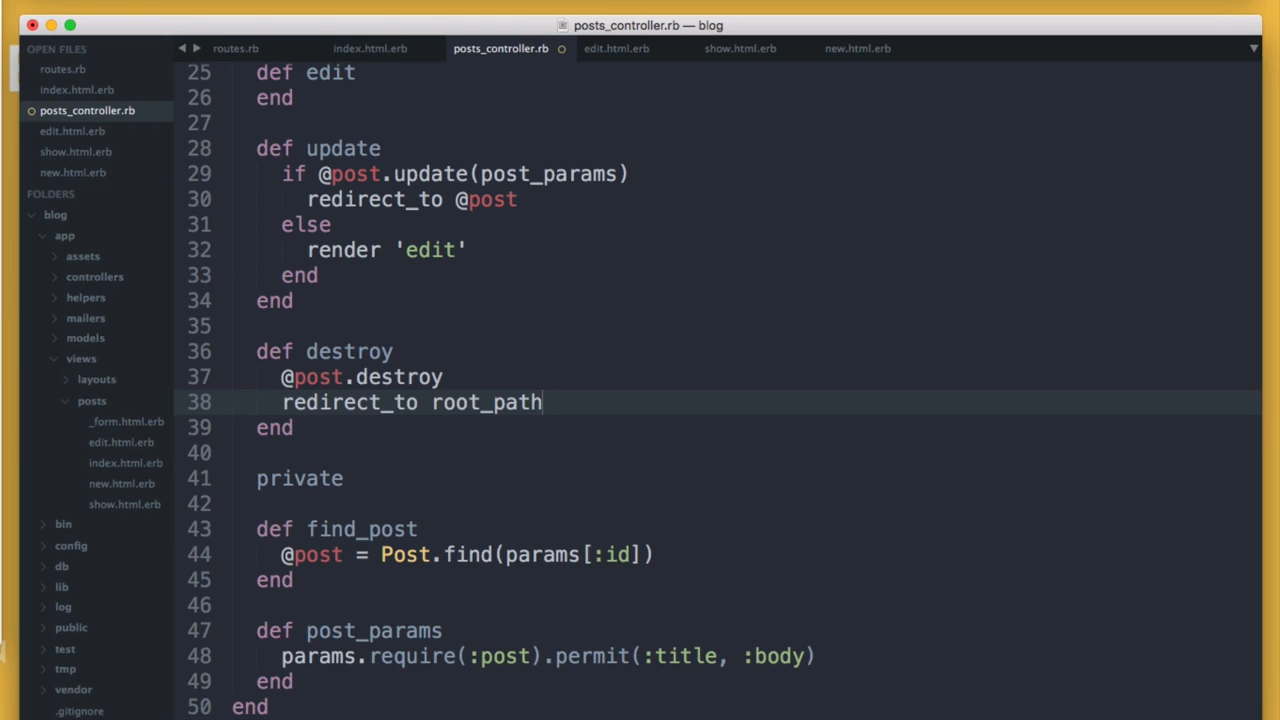 posts_controller.rb — blog
OPEN FILES
routes.rb
index.html.erb
posts_controller.rb
edit.html.erb
show.html.erb
new.html.erb
FOLDERS
blog
app
assets
controllers
helpers
mailers
models
views
layouts
posts
_form.html.erb
edit.html.erb
index.html.erb
new.html.erb
show.html.erb
bin
config
db
lib
log
public
test
tmp
vendor
.gitignore
routes.rb index.html.erb posts_controller.rb edit.html.erb show.html.erb new.html.erb
25 def edit
26 end
27
28 def update
29 if @post.update(post_params)
30 redirect_to @post
31 else
32 render 'edit'
33 end
34 end
35
36 def destroy
37 @post.destroy
38 redirect_to root_path
39 end
40
41 private
42
43 def find_post
44 @post = Post.find(params[:id])
45 end
46
47 def post_params
48 params.require(:post).permit(:title, :body)
49 end
50 end